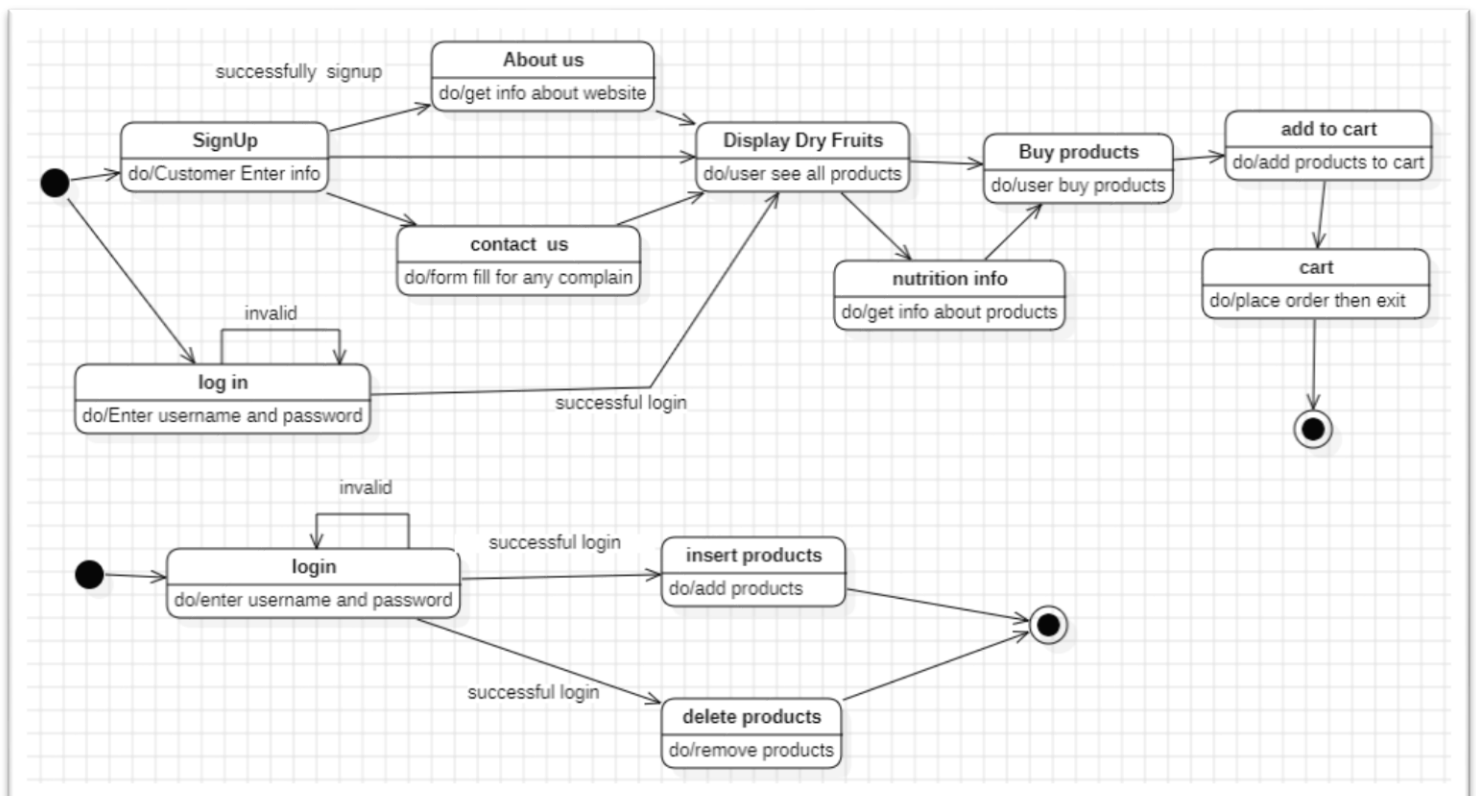 successfully signup
About us
do/get info about website
SignUp
do/Customer Enter info
Display Dry Fruits
do/user see all products
Buy products
do/user buy products
add to cart
do/add products to cart
contact us
do/form fill for any complain
nutrition info
do/get info about products
cart
do/place order then exit
invalid
log in
do/Enter username and password
successful login
invalid
login
do/enter username and password
successful login
insert products
do/add products
successful login
delete products
do/remove products